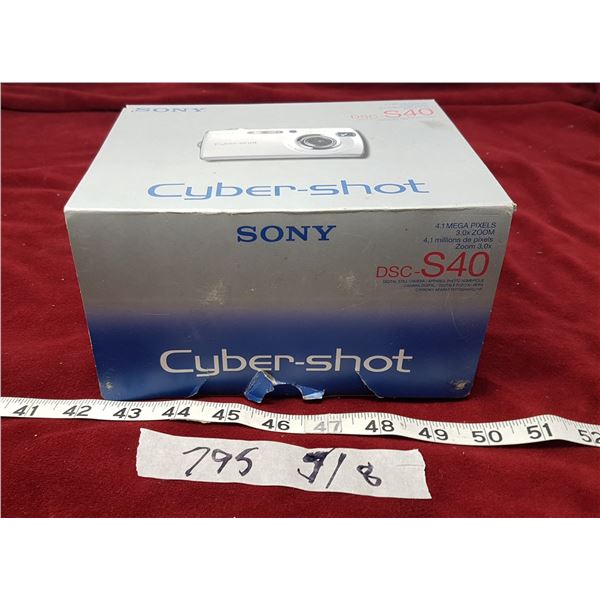 SONY
DSC-S40
Cyber-shot
Cyber-shot
SONY
4.1 MEGA PIXELS
3.0x ZOOM
4,1 millions de pixels
Zoom 3,0x
DSC-S40
Cyber-shot
41 42 43 44 45 46 47 48 49 50 51 52
795